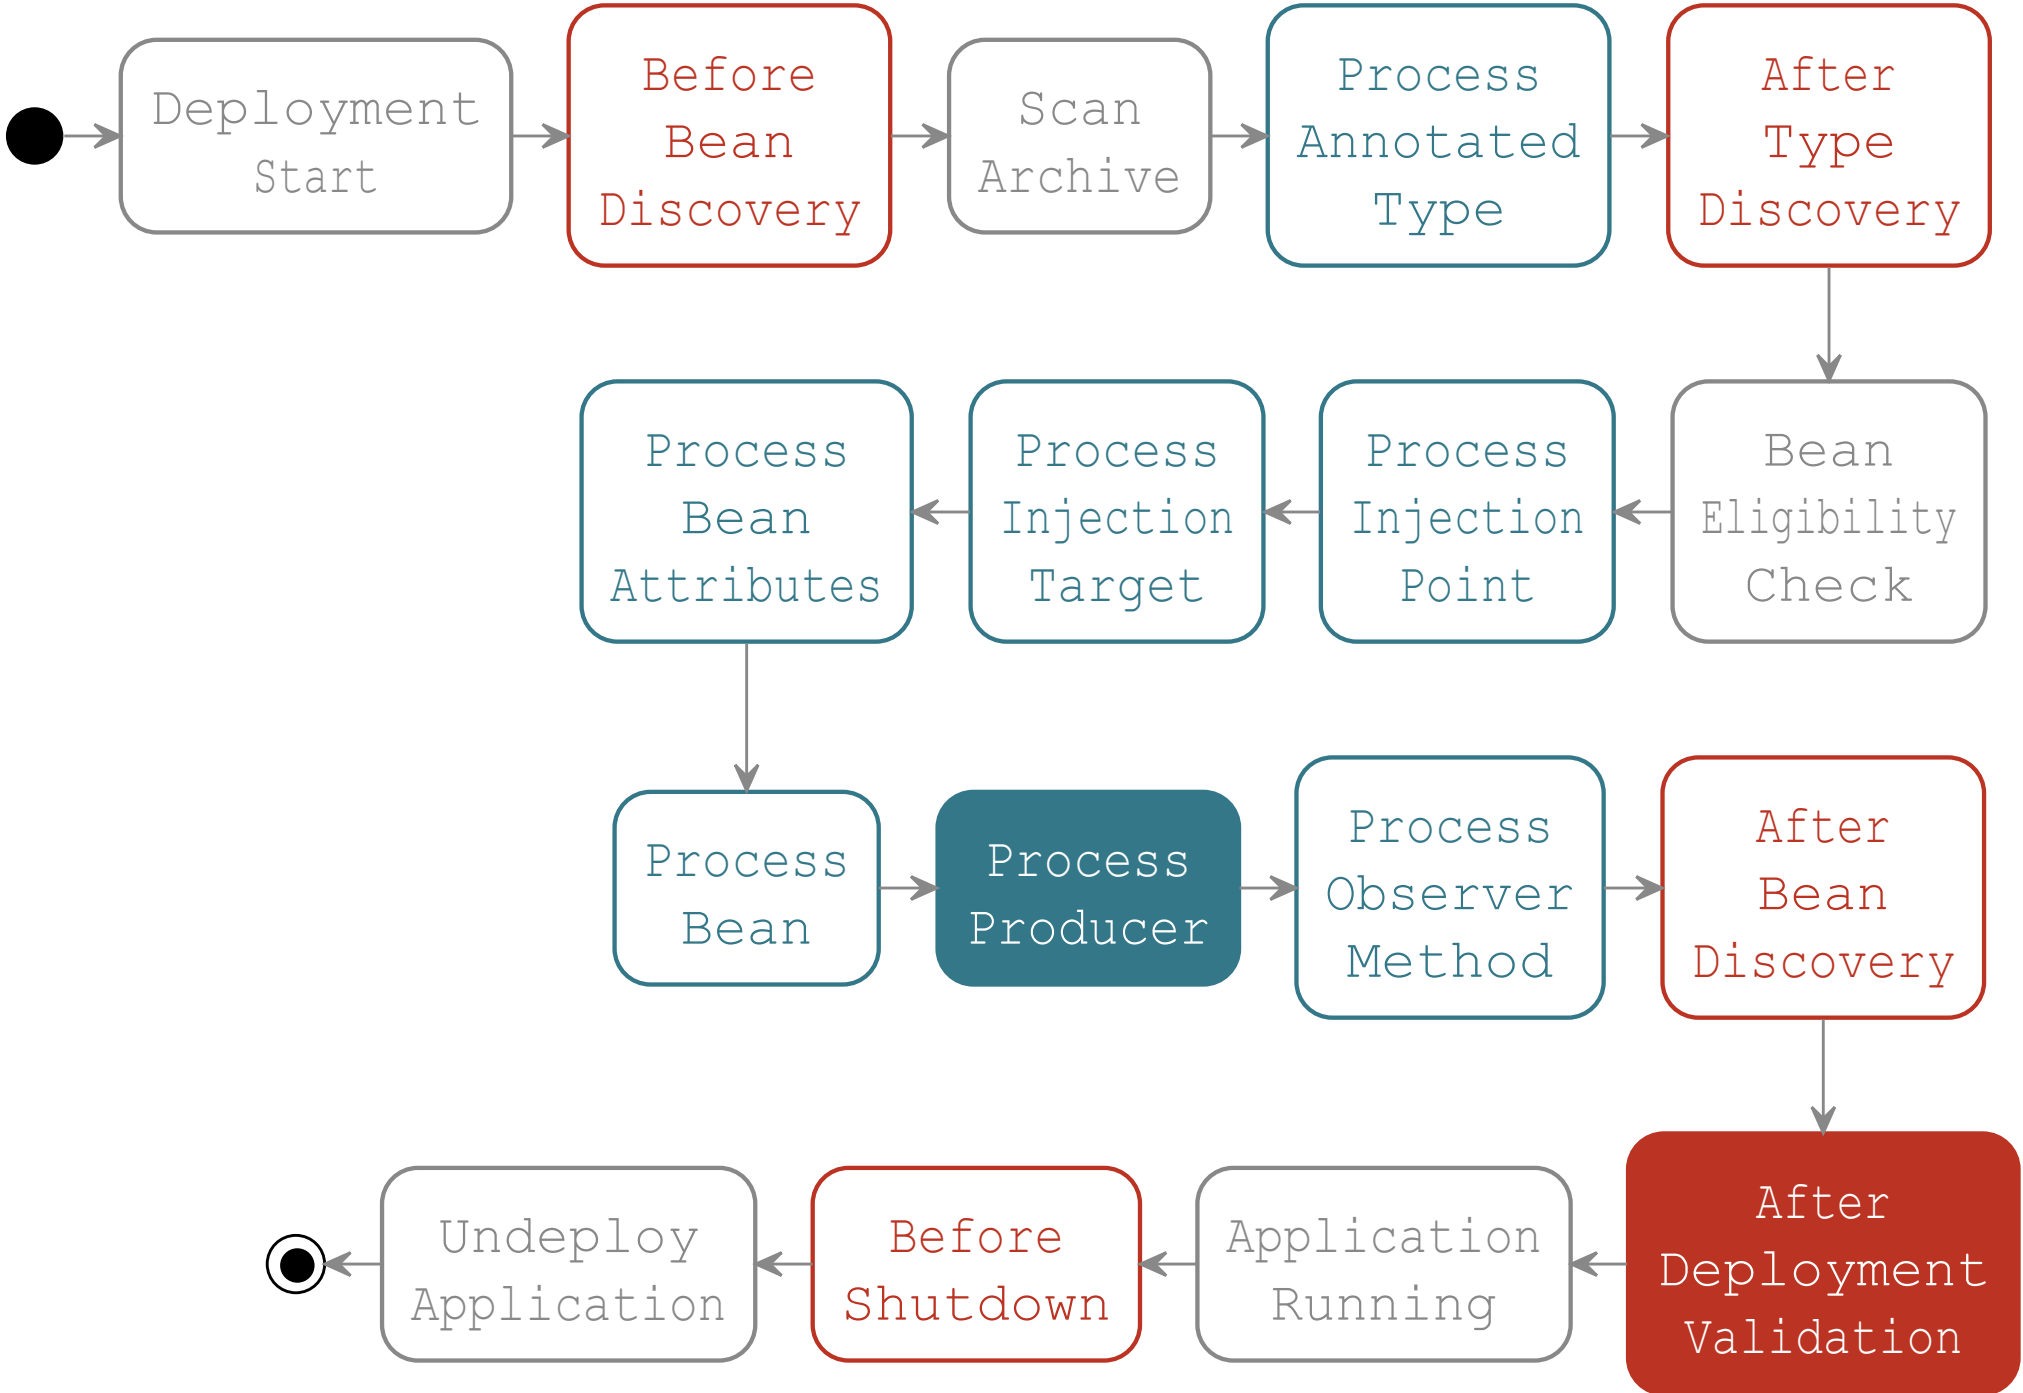 Deployment
Start
Before
Bean
Discovery
Scan
Archive
Process
Annotated
Type
After
Type
Discovery
Bean
Eligibility
Check
Process
Injection
Point
Process
Injection
Target
Process
Bean
Attributes
Process
Bean
Process
Producer
Process
Observer
Method
After
Bean
Discovery
After
Deployment
Validation
Application
Running
Before
Shutdown
Undeploy
Application